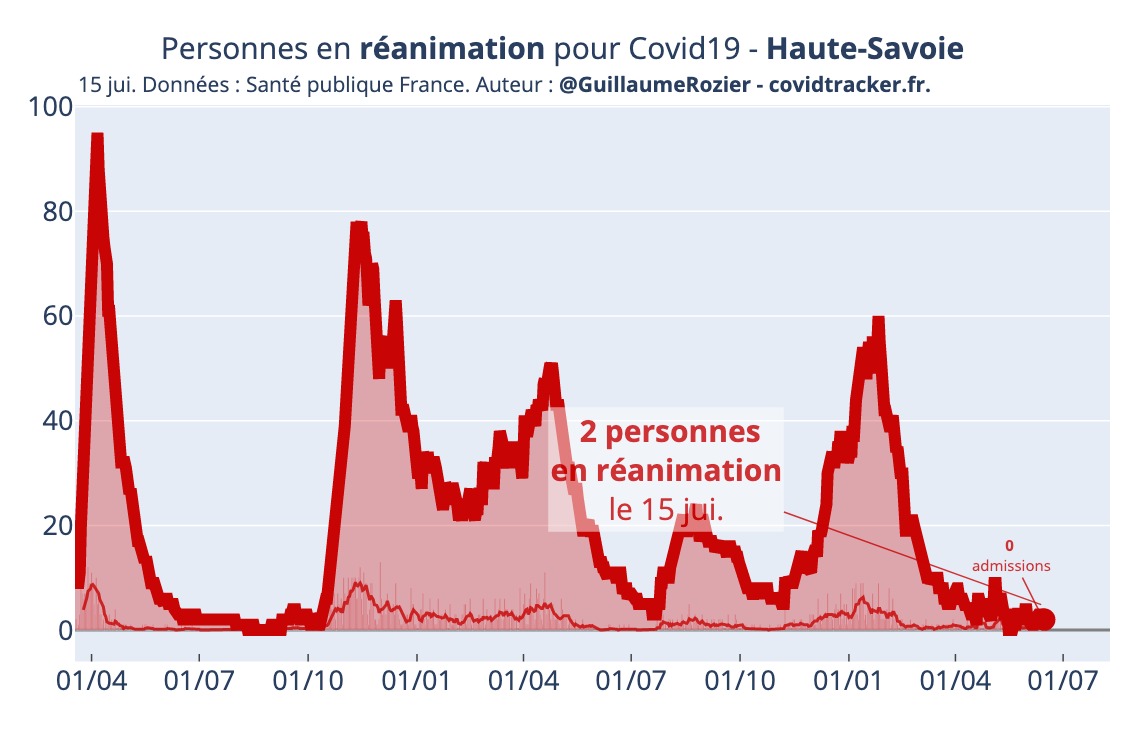 Personnes en réanimation pour Covid19 - Haute-Savoie
15 jui. Données : Santé publique France. Auteur : @GuillaumeRozier - covidtracker.fr.
100
80
60
40
20
0
2 personnes
en réanimation
le 15 jui.
0
admissions
01/04 01/07 01/10 01/01 01/04 01/07 01/10 01/01 01/04 01/07